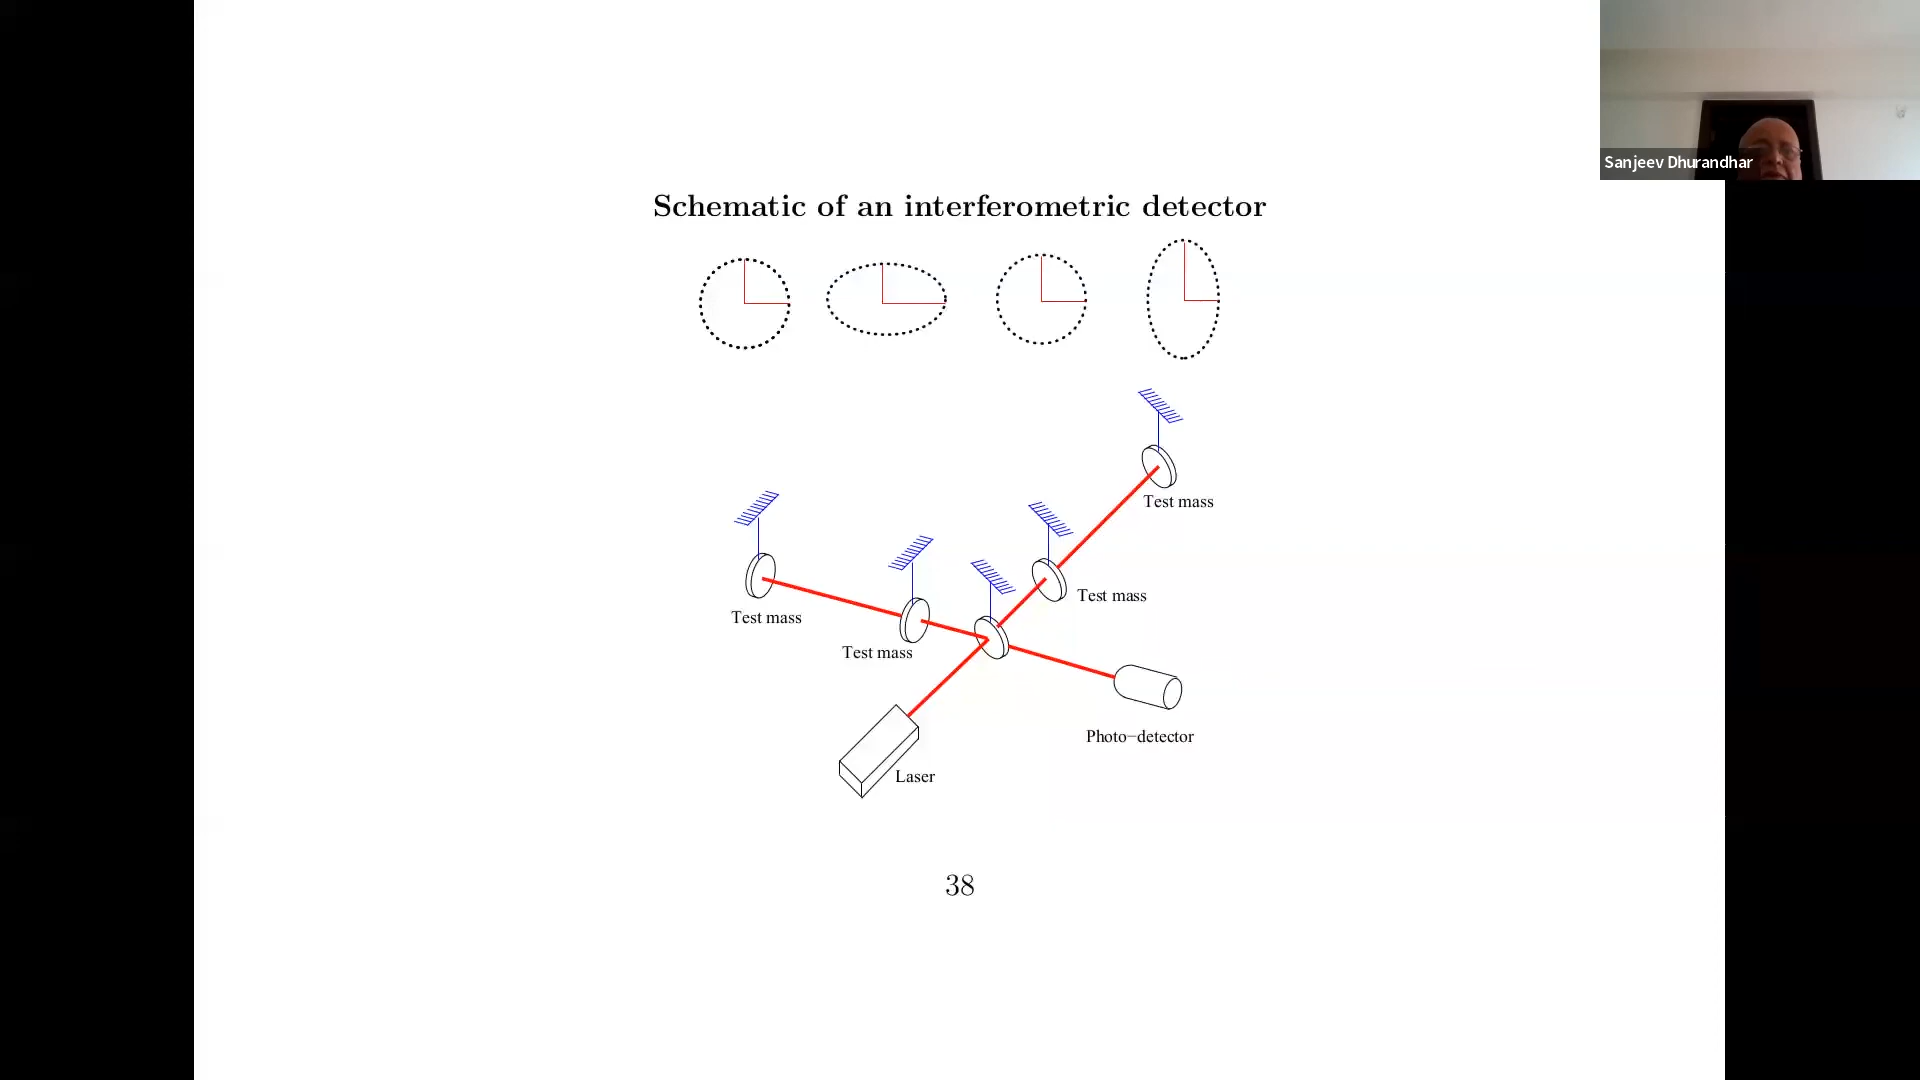 Sanjeev Dhurandhar
Schematic of an interferometric detector
Test mass
Test mass
Test mass
Test mass
Photo−detector
Laser
38